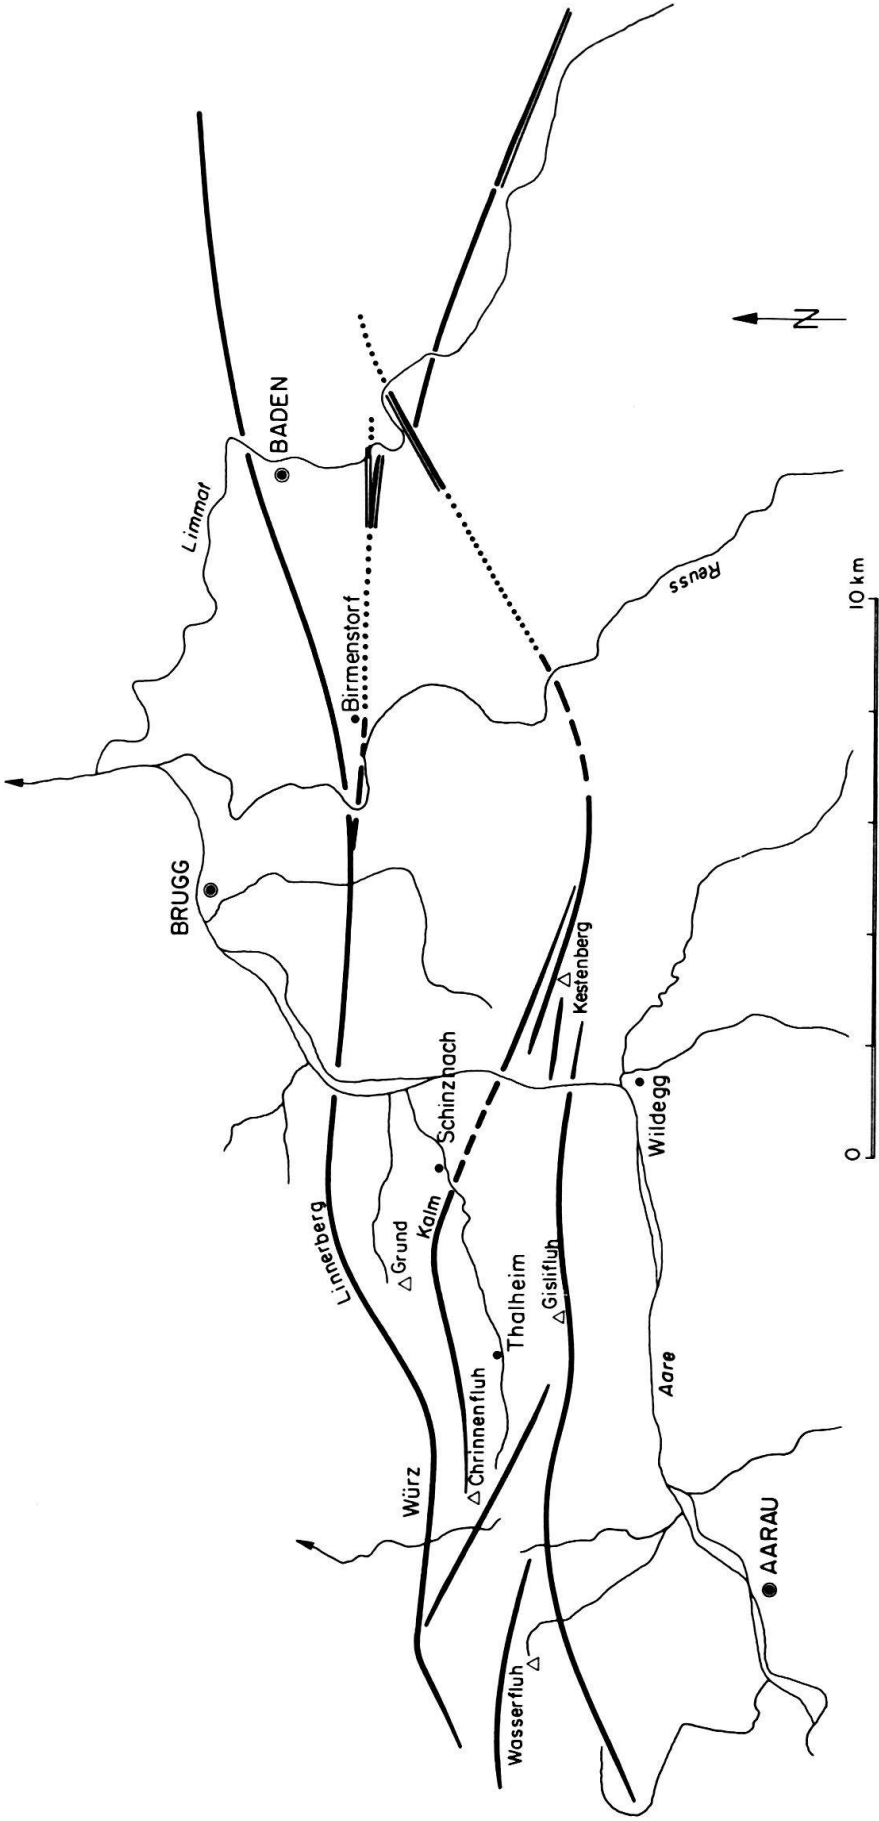 Limmat
BADEN
N
Birmenstorf
Reuss
10 km
BRUGG
Kestenberg
Schinznach
Wildegg
0
Linnerberg
Kalm
Grund
Gislifluh
Thalheim
Aare
Chrinnenfluh
Würz
AARAU
Wasserfluh